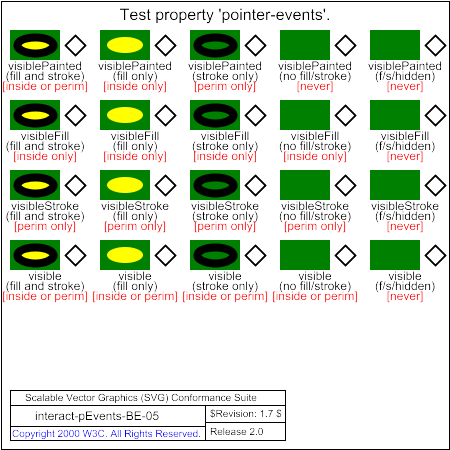 Test property 'pointer-events'.
visiblePainted visiblePainted visiblePainted visiblePainted visiblePainted
(fill and stroke) (fill only) (stroke only) (no fill/stroke) (f/s/hidden)
[inside or perim] [inside only] [perim only] [never] [never]
visibleFill visibleFill visibleFill visibleFill visibleFill
(fill and stroke) (fill only) (stroke only) (no fill/stroke) (f/s/hidden)
[inside only] [inside only] [inside only] [inside only] [never]
visibleStroke visibleStroke visibleStroke visibleStroke visibleStroke
(fill and stroke) (fill only) (stroke only) (no fill/stroke) (f/s/hidden)
[perim only] [perim only] [perim only] [perim only] [never]
visible visible visible visible visible
(fill and stroke) (fill only) (stroke only) (no fill/stroke) (f/s/hidden)
[inside or perim] [inside or perim] [inside or perim] [inside or perim] [never]
Scalable Vector Graphics (SVG) Conformance Suite
interact-pEvents-BE-05
$Revision: 1.7 $
Copyright 2000 W3C. All Rights Reserved.
Release 2.0